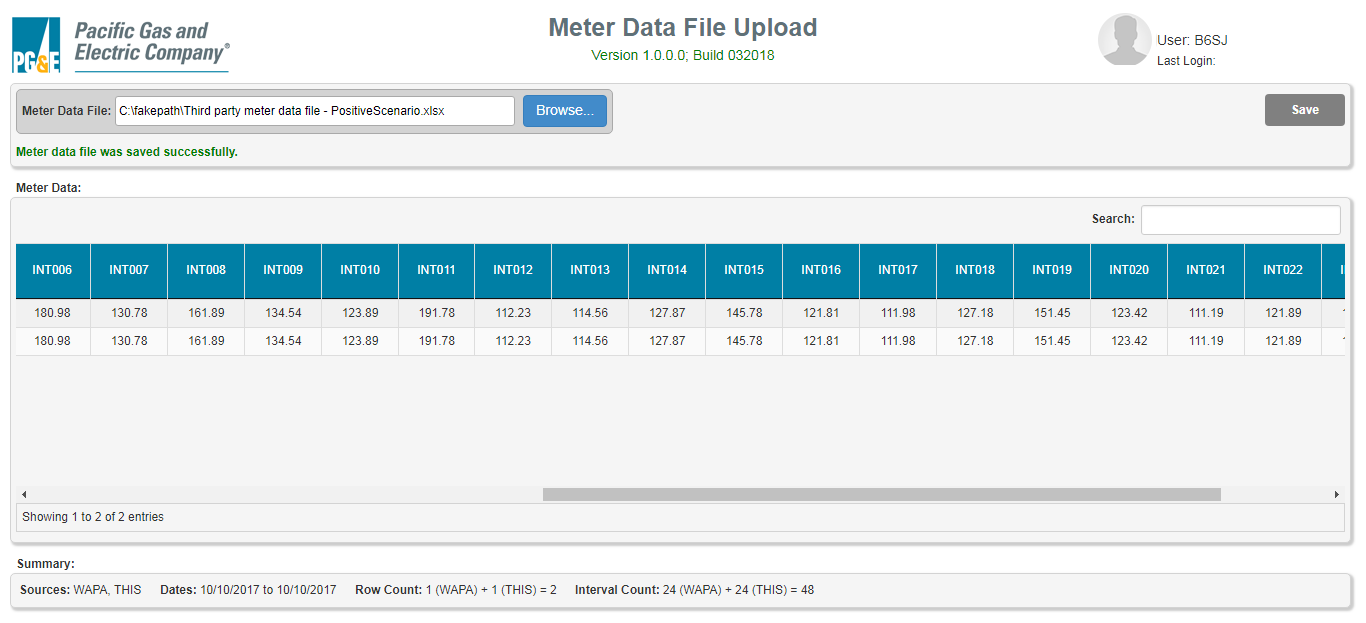 Pacific Gas and
Electric Company®
PG&E
Meter Data File Upload
Version 1.0.0.0; Build 032018
User: B6SJ
Last Login:
Meter Data File: C:\fakepath\Third party meter data file - PositiveScenario.xlsx Browse... Save
Meter data file was saved successfully.
Meter Data:
Search:
INT006 INT007 INT008 INT009 INT010 INT011 INT012 INT013 INT014 INT015 INT016 INT017 INT018 INT019 INT020 INT021 INT022
180.98 130.78 161.89 134.54 123.89 191.78 112.23 114.56 127.87 145.78 121.81 111.98 127.18 151.45 123.42 111.19 121.89
180.98 130.78 161.89 134.54 123.89 191.78 112.23 114.56 127.87 145.78 121.81 111.98 127.18 151.45 123.42 111.19 121.89
Showing 1 to 2 of 2 entries
Summary:
Sources: WAPA, THIS Dates: 10/10/2017 to 10/10/2017 Row Count: 1 (WAPA) + 1 (THIS) = 2 Interval Count: 24 (WAPA) + 24 (THIS) = 48